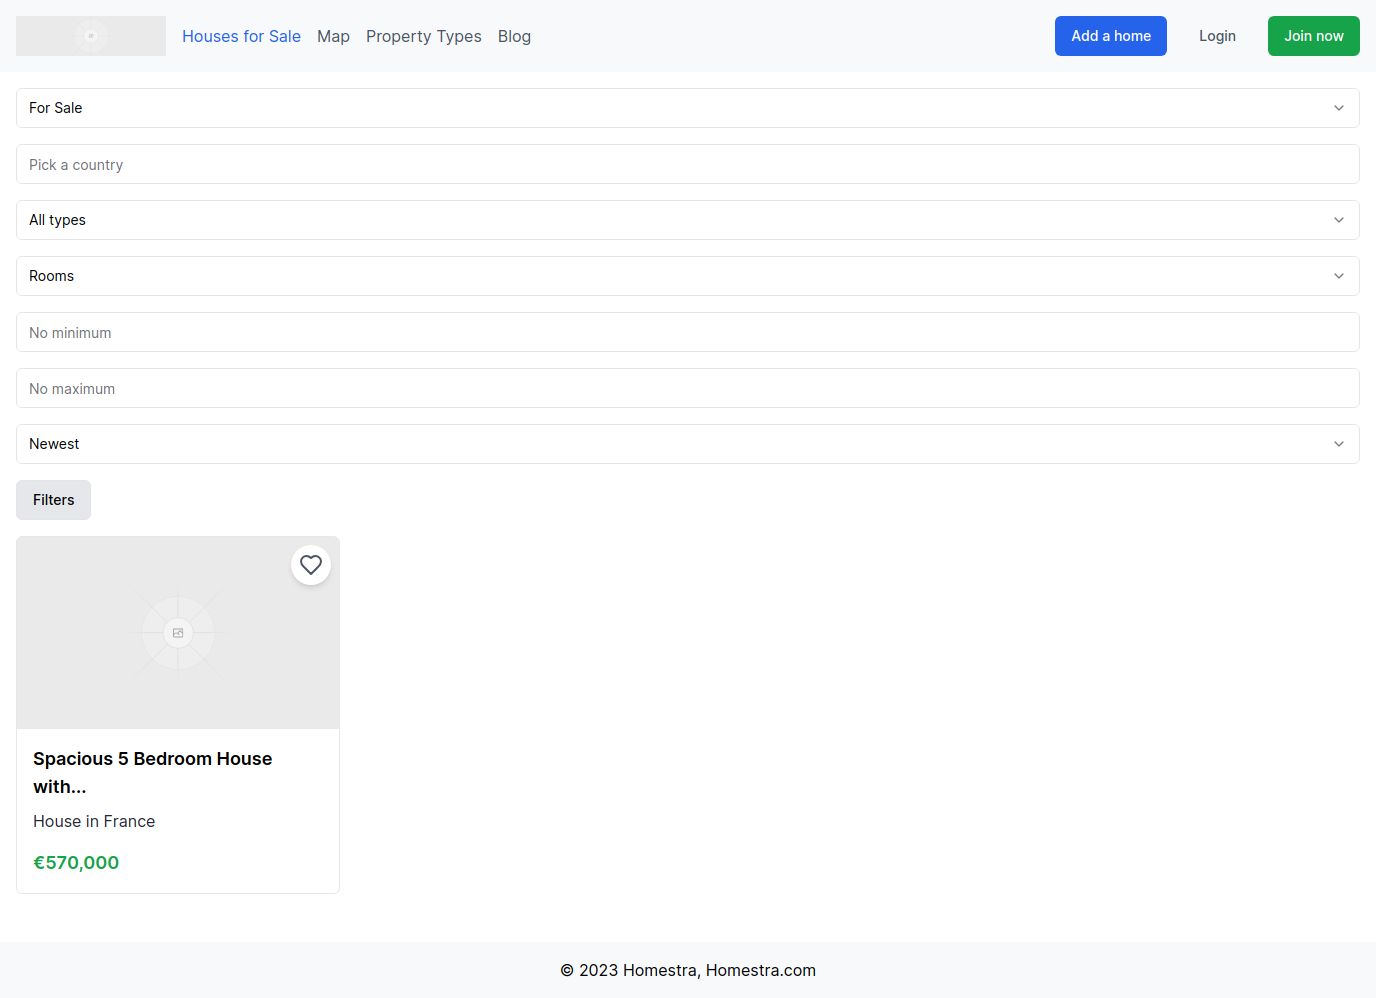 Houses for Sale Map Property Types Blog Add a home Login Join now
For Sale
Pick a country
All types
Rooms
No minimum
No maximum
Newest
Filters
Spacious 5 Bedroom House
with...
House in France
€570,000
© 2023 Homestra, Homestra.com